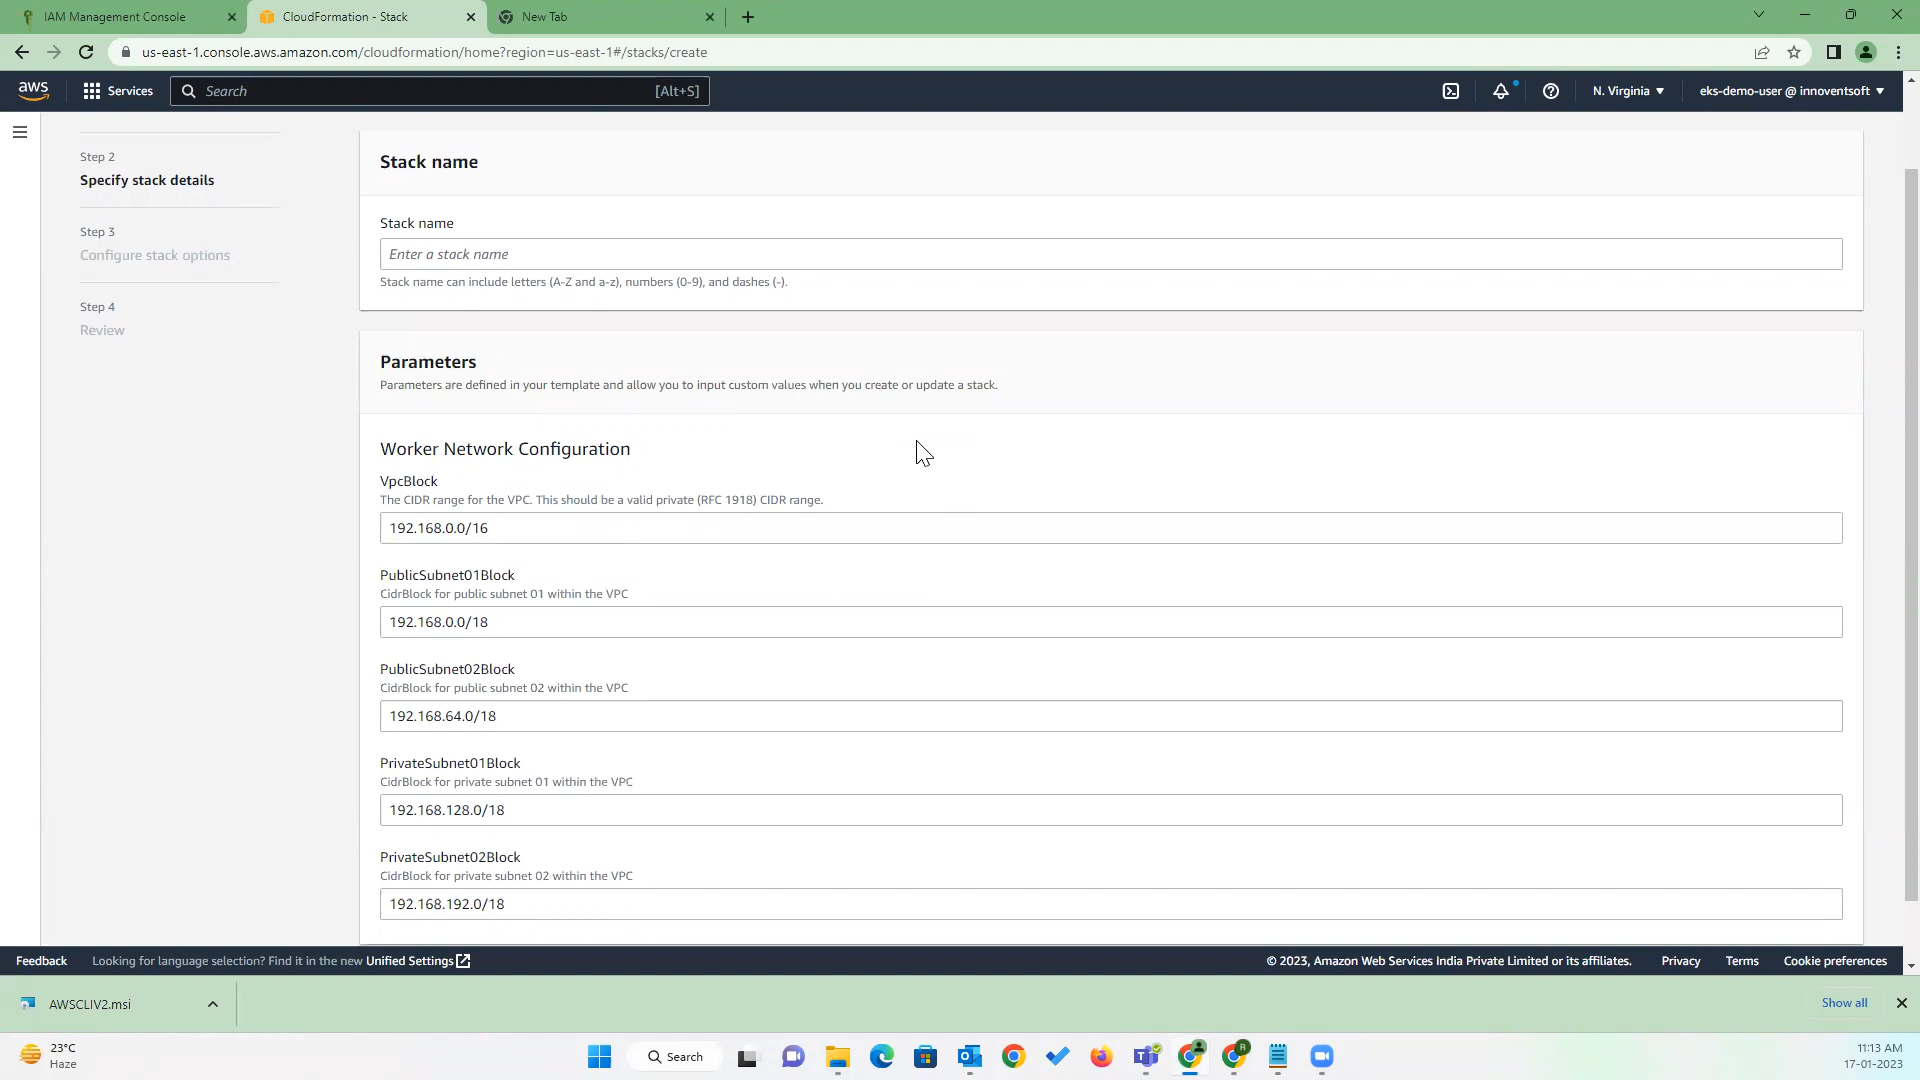 IAM Management Console
CloudFormation - Stack
New Tab
us-east-1.console.aws.amazon.com/cloudformation/home?region=us-east-1#/stacks/create
aws
Services
Search
[Alt+S]
N. Virginia
eks-demo-user @ innoventsoft
Step 2
Specify stack details
Step 3
Configure stack options
Step 4
Review
Stack name
Stack name
Enter a stack name
Stack name can include letters (A-Z and a-z), numbers (0-9), and dashes (-).
Parameters
Parameters are defined in your template and allow you to input custom values when you create or update a stack.
Worker Network Configuration
VpcBlock
The CIDR range for the VPC. This should be a valid private (RFC 1918) CIDR range.
192.168.0.0/16
PublicSubnet01Block
CidrBlock for public subnet 01 within the VPC
192.168.0.0/18
PublicSubnet02Block
CidrBlock for public subnet 02 within the VPC
192.168.64.0/18
PrivateSubnet01Block
CidrBlock for private subnet 01 within the VPC
192.168.128.0/18
PrivateSubnet02Block
CidrBlock for private subnet 02 within the VPC
192.168.192.0/18
Feedback
Looking for language selection? Find it in the new Unified Settings
© 2023, Amazon Web Services India Private Limited or its affiliates.
Privacy
Terms
Cookie preferences
AWSCLIV2.msi
Show all
23°C
Haze
Search
11:13 AM
17-01-2023